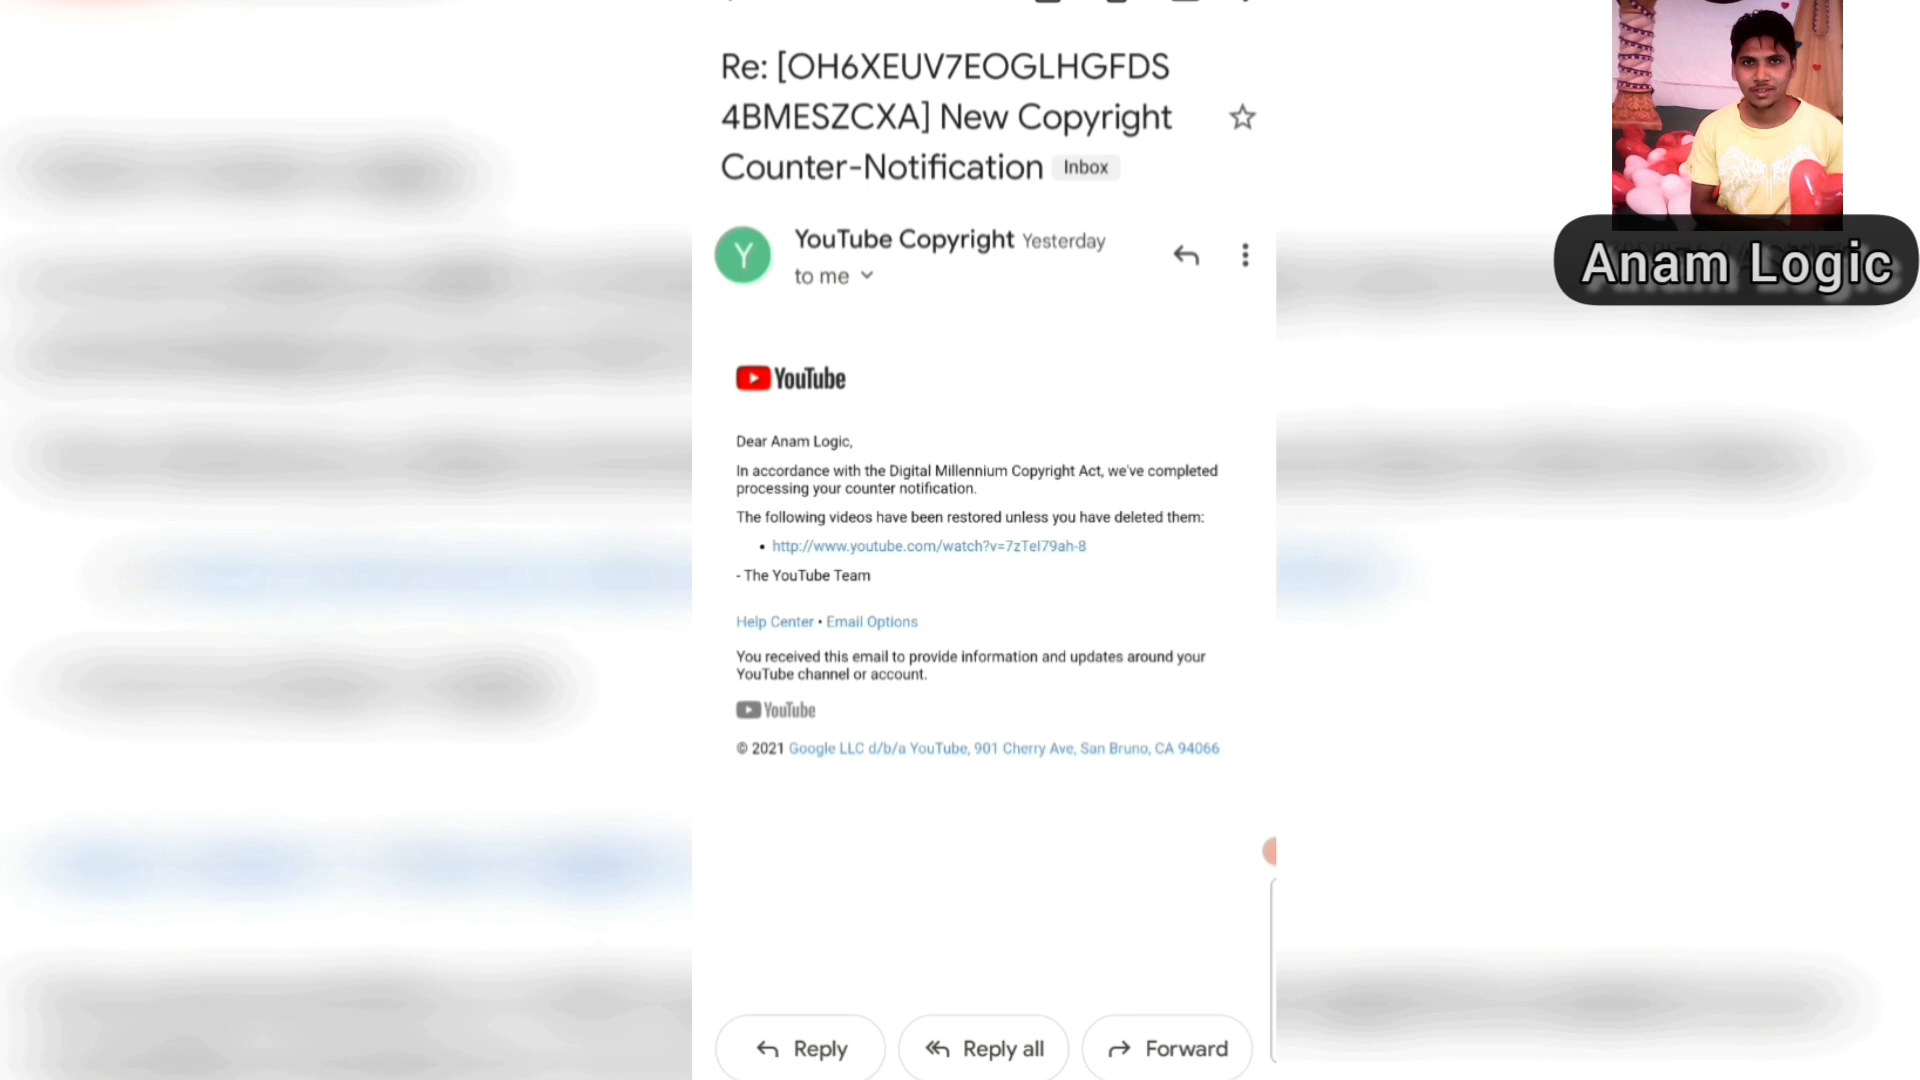 Re: [OH6XEUV7EOGLHGFDS
4BMESZCXA] New Copyright
Counter-Notification Inbox
Y
YouTube Copyright Yesterday
to me
YouTube
Dear Anam Logic,
In accordance with the Digital Millennium Copyright Act, we've completed
processing your counter notification.
The following videos have been restored unless you have deleted them:
• http://www.youtube.com/watch?v=7zTeI79ah-8
- The YouTube Team
Help Center • Email Options
You received this email to provide information and updates around your
YouTube channel or account.
YouTube
© 2021 Google LLC d/b/a YouTube, 901 Cherry Ave, San Bruno, CA 94066
Reply
Reply all
Forward
Anam Logic